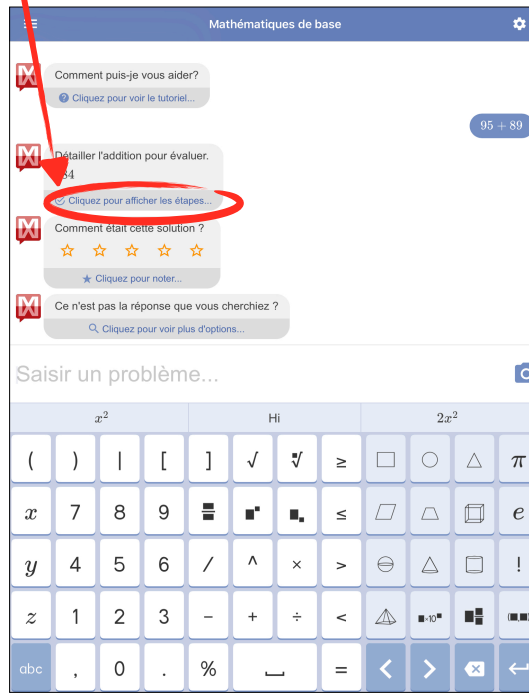 Mathématiques de base
Comment puis-je vous aider?
Cliquez pour voir le tutoriel...
95 + 89
Détailler l'addition pour évaluer.
84
Cliquez pour afficher les étapes...
Comment était cette solution ?
Cliquez pour noter...
Ce n'est pas la réponse que vous cherchiez ?
Cliquez pour voir plus d'options...
Saisir un problème...
x² Hi 2x²
( ) | [ ] √ ∛ ≥ π
x 7 8 9 ≤ e
y 4 5 6 / ^ × > !
z 1 2 3 − + ÷ < ■×10■ (■,■)
abc , 0 . % =